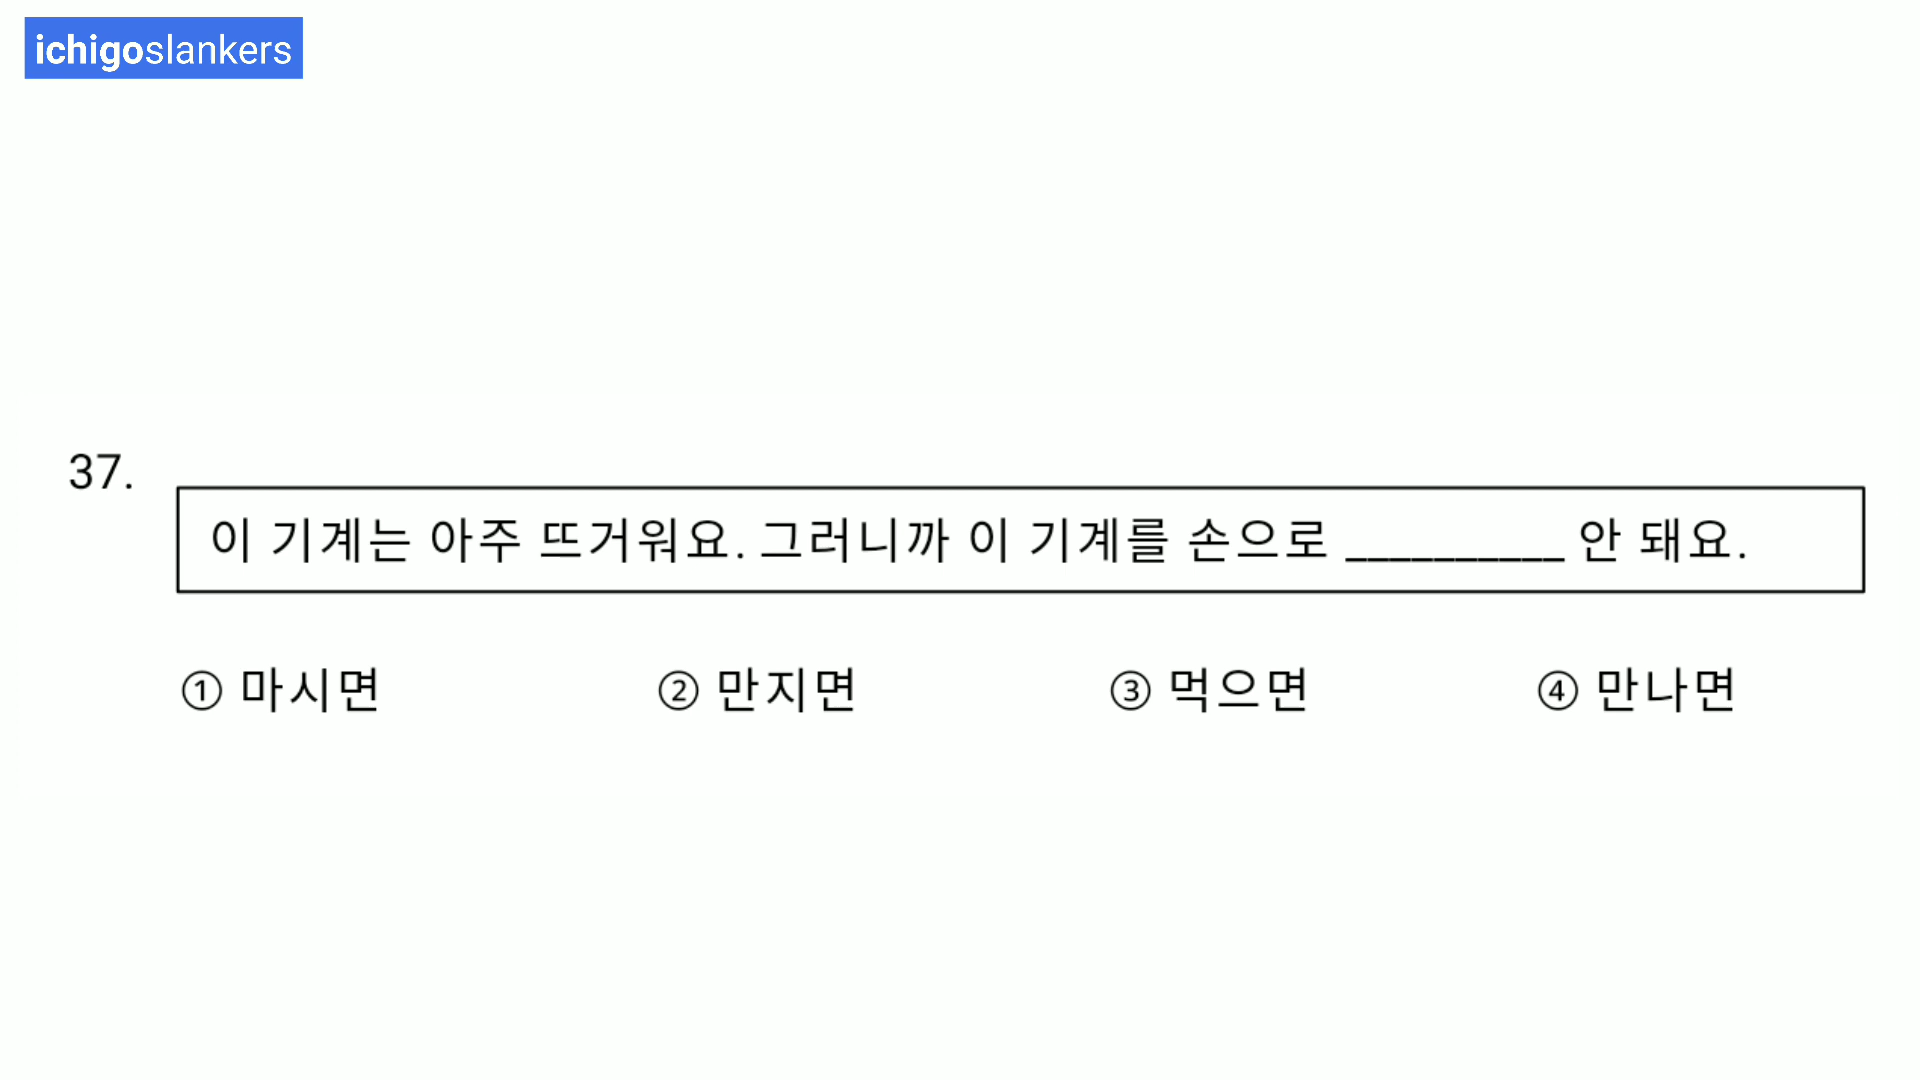 ichigoslankers
37.
이 기계는 아주 뜨거워요. 그러니까 이 기계를 손으로 __________ 안 돼요.
① 마시면 ② 만지면 ③ 먹으면 ④ 만나면